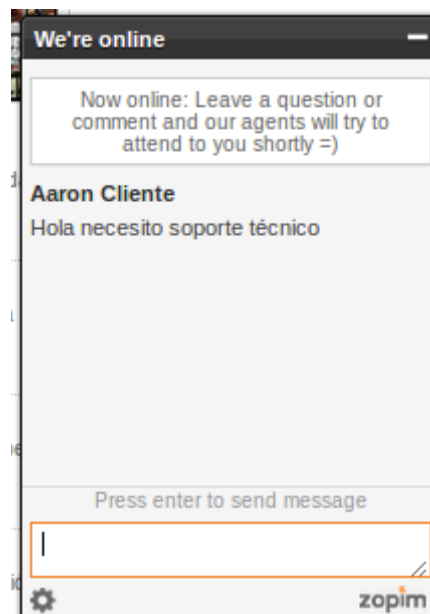 We're online
Now online: Leave a question or
comment and our agents will try to
attend to you shortly =)
Aaron Cliente
Hola necesito soporte técnico
Press enter to send message
zopim